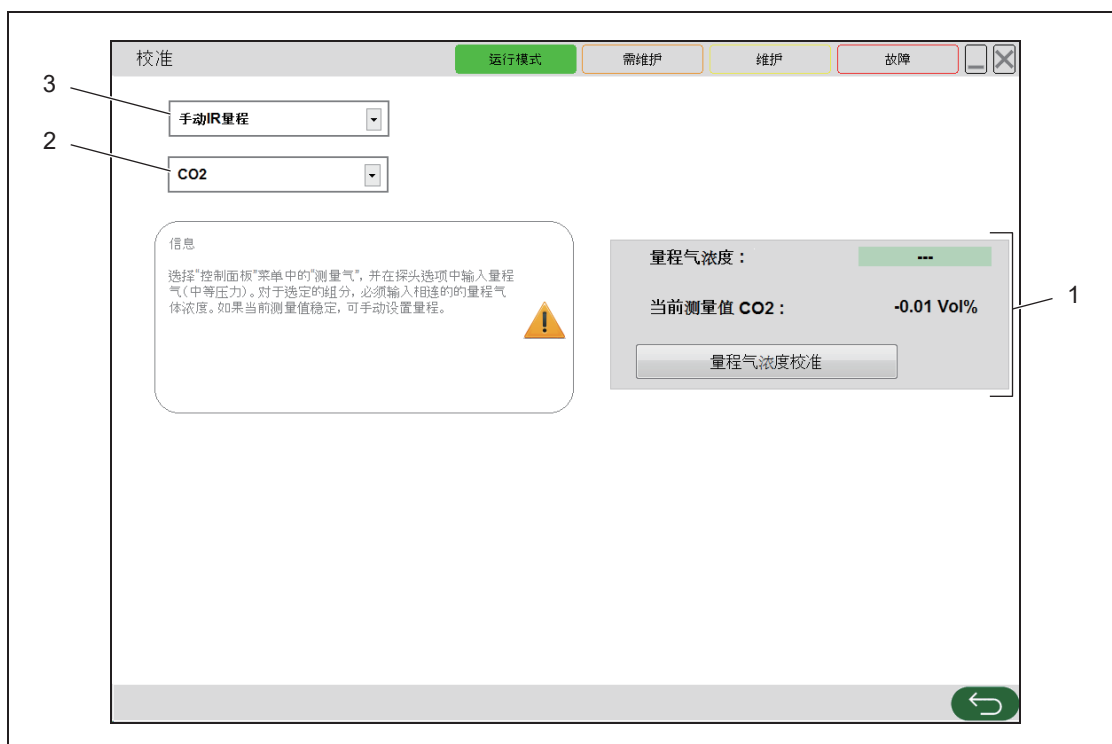 校准
运行模式
需维护
维护
故障
3
手动IR量程
2
CO2
信息
选择"控制面板"菜单中的"测量气", 并在探头选项中输入量程
气(中等压力)。对于选定的组分, 必须输入相连的的量程气
体浓度。如果当前测量值稳定, 可手动设置量程。
量程气浓度：
---
当前测量值 CO2：
-0.01 Vol%
1
量程气浓度校准